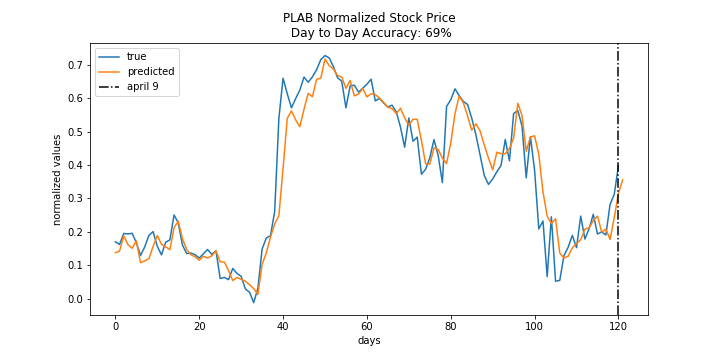 PLAB Normalized Stock Price
Day to Day Accuracy: 69%
true
predicted
april 9
normalized values
0.7
0.6
0.5
0.4
0.3
0.2
0.1
0.0
0 20 40 60 80 100 120
days